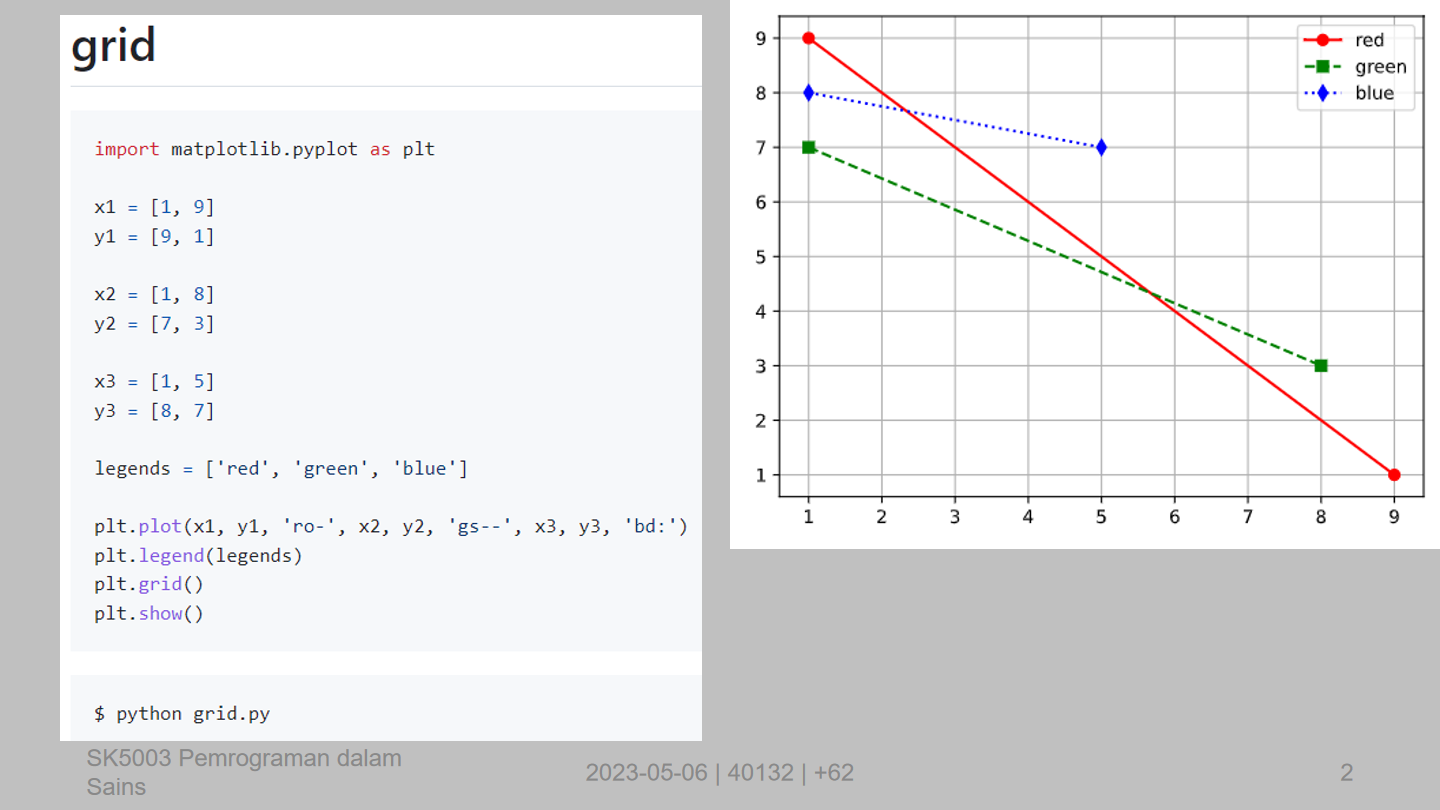 grid
import matplotlib.pyplot as plt
x1 = [1, 9]
y1 = [9, 1]
x2 = [1, 8]
y2 = [7, 3]
x3 = [1, 5]
y3 = [8, 7]
legends = ['red', 'green', 'blue']
plt.plot(x1, y1, 'ro-', x2, y2, 'gs--', x3, y3, 'bd:')
plt.legend(legends)
plt.grid()
plt.show()
$ python grid.py
9
8
7
6
5
4
3
2
1
1 2 3 4 5 6 7 8 9
red
green
blue
SK5003 Pemrograman dalam
Sains
2023-05-06 | 40132 | +62
2